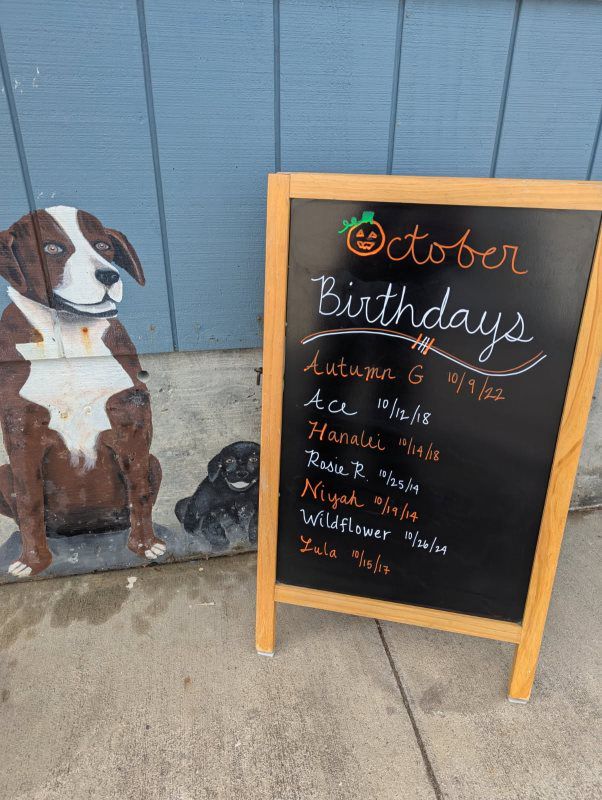 October
Birthdays
Autumn G 10/9/22
Ace 10/12/18
Hanalei 10/14/18
Rosie R. 10/25/14
Niyah 10/19/14
Wildflower 10/26/24
Lula 10/15/17